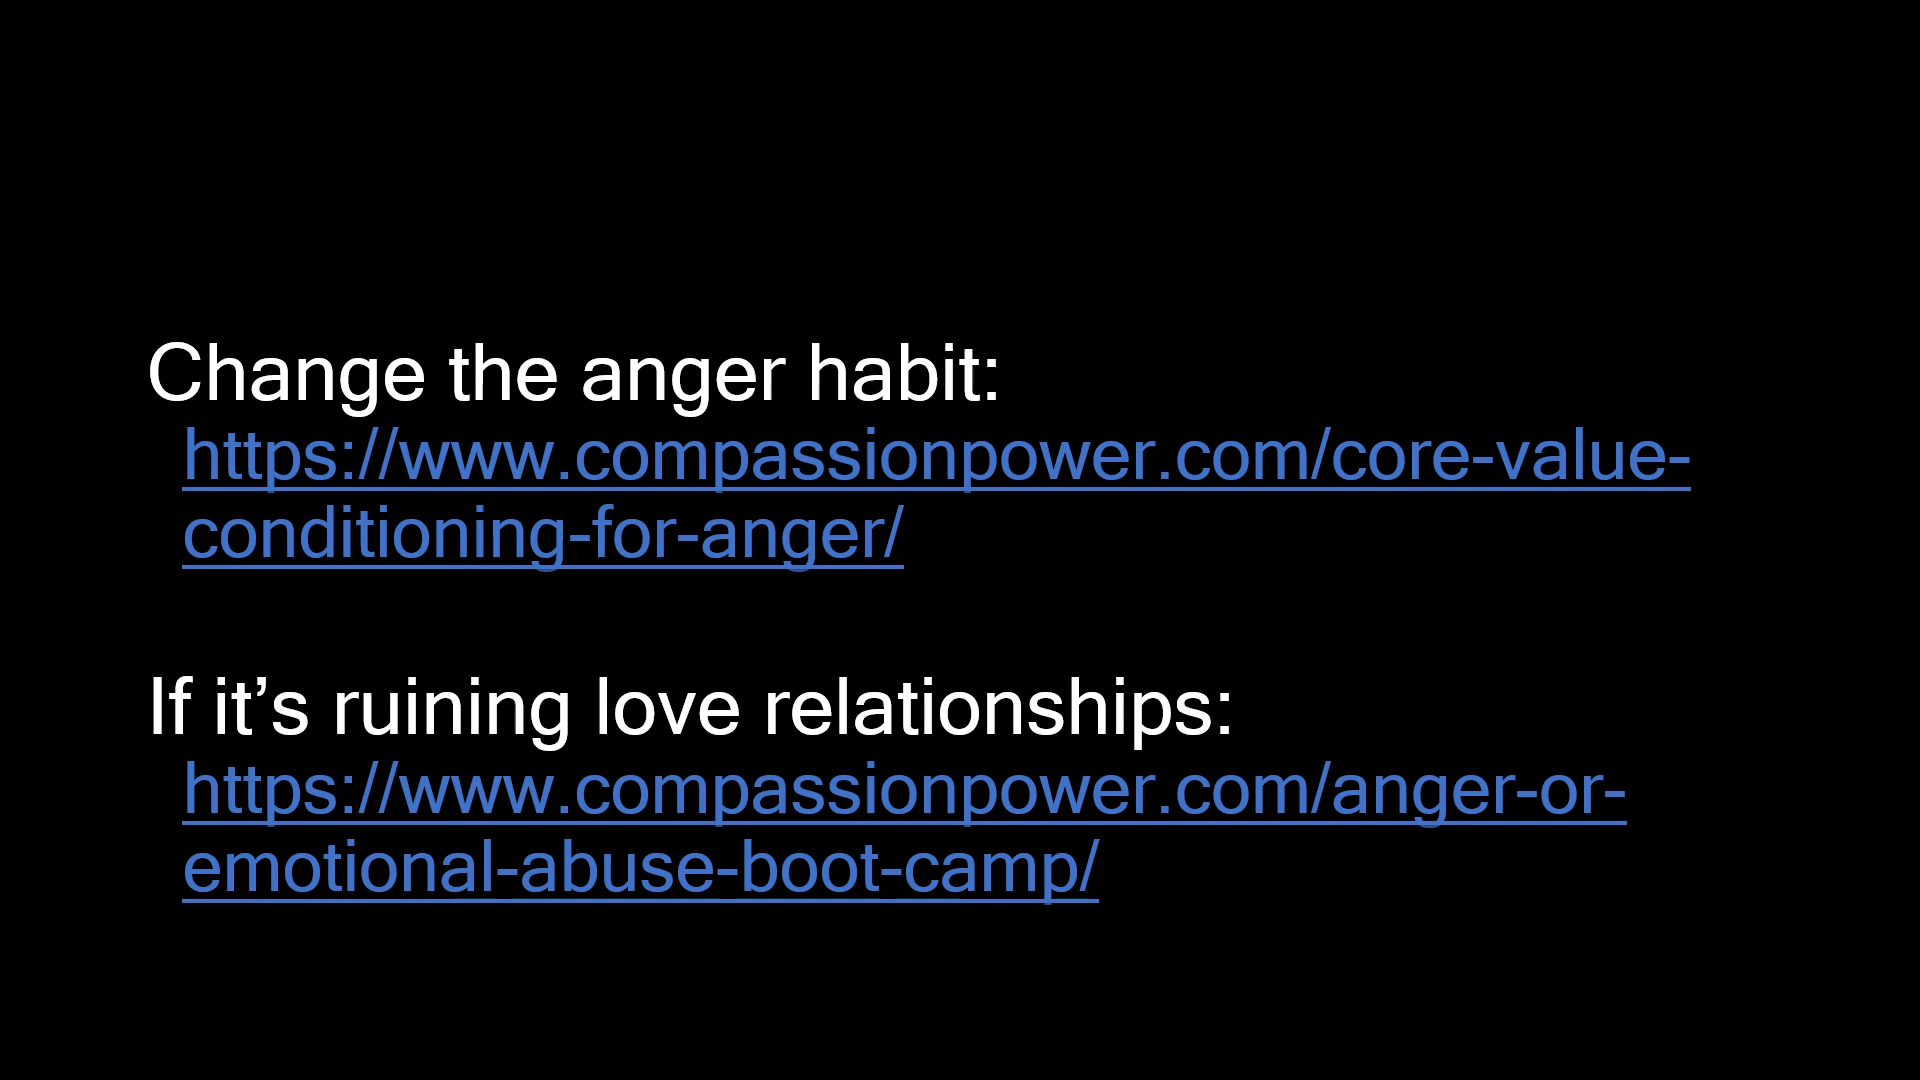 Change the anger habit:
https://www.compassionpower.com/core-value-
conditioning-for-anger/
If it’s ruining love relationships:
https://www.compassionpower.com/anger-or-
emotional-abuse-boot-camp/